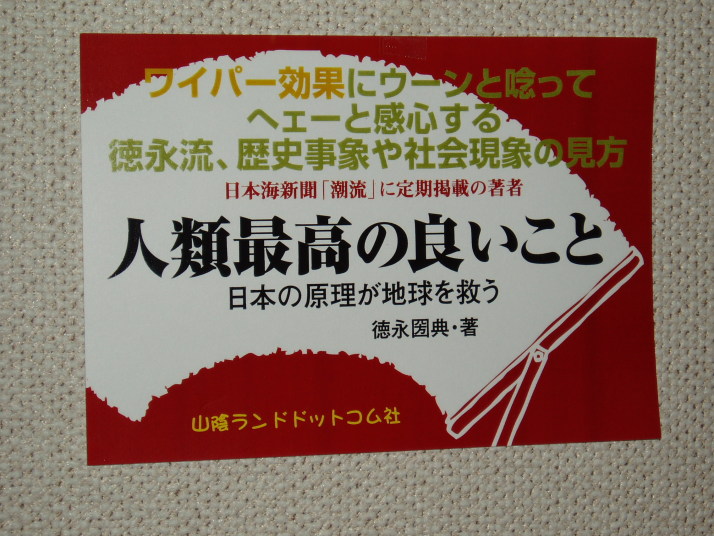 ワイパー効果にウーンと唸って
ヘェーと感心する
徳永流、歴史事象や社会現象の見方
日本海新聞「潮流」に定期掲載の著者
人類最高の良いこと
日本の原理が地球を救う
徳永圀典・著
山陰ランドドットコム社